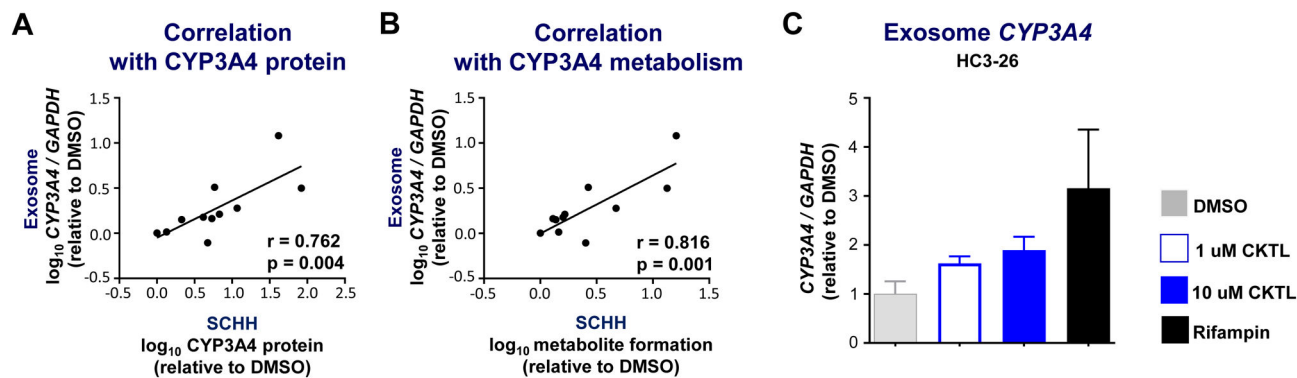 A
Correlation
with CYP3A4 protein
Exosome
log10 CYP3A4 / GAPDH
(relative to DMSO)
1.5
1.0
0.5
0.0
-0.5
r = 0.762
p = 0.004
-0.5 0.0 0.5 1.0 1.5 2.0 2.5
SCHH
log10 CYP3A4 protein
(relative to DMSO)
B
Correlation
with CYP3A4 metabolism
Exosome
log10 CYP3A4 / GAPDH
(relative to DMSO)
1.5
1.0
0.5
0.0
-0.5
r = 0.816
p = 0.001
-0.5 0.0 0.5 1.0 1.5
SCHH
log10 metabolite formation
(relative to DMSO)
C
Exosome CYP3A4
HC3-26
CYP3A4 / GAPDH
(relative to DMSO)
5
4
3
2
1
0
DMSO
1 uM CKTL
10 uM CKTL
Rifampin